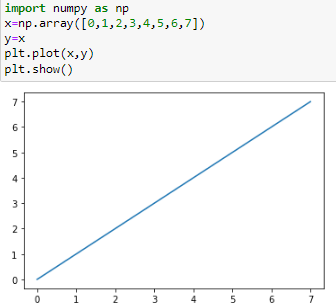 import numpy as np
x=np.array([0,1,2,3,4,5,6,7])
y=x
plt.plot(x,y)
plt.show()
7
6
5
4
3
2
1
0
0 1 2 3 4 5 6 7